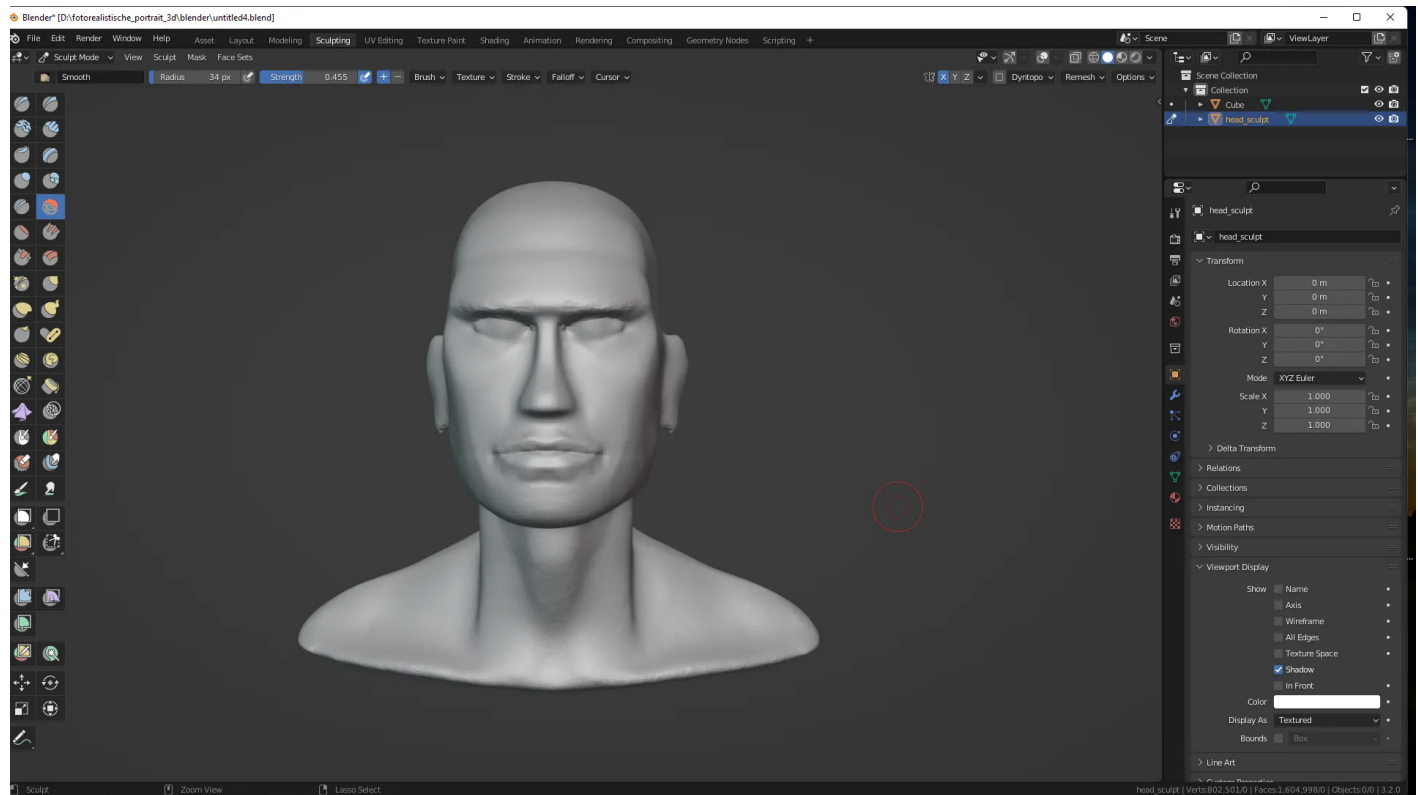 Blender* [D:\fotorealistische_portrait_3d\blender\untitled4.blend]
File Edit Render Window Help Asset Layout Modeling Sculpting UV Editing Texture Paint Shading Animation Rendering Compositing Geometry Nodes Scripting + Scene ViewLayer
Sculpt Mode View Sculpt Mask Face Sets
Smooth Radius 34 px Strength 0.455 Brush Texture Stroke Falloff Cursor X Y Z Dyntopo Remesh Options
Scene Collection
Collection
Cube
head_sculpt
head_sculpt
head_sculpt
Transform
Location X 0 m
Y 0 m
Z 0 m
Rotation X 0°
Y 0°
Z 0°
Mode XYZ Euler
Scale X 1.000
Y 1.000
Z 1.000
Delta Transform
Relations
Collections
Instancing
Motion Paths
Visibility
Viewport Display
Show Name
Axis
Wireframe
All Edges
Texture Space
Shadow
In Front
Color
Display As Textured
Bounds Box
Line Art
Custom Properties
Sculpt Zoom View Lasso Select head_sculpt | Verts:802,501/0 | Faces:1,604,998/0 | Objects:0/0 | 3.2.0